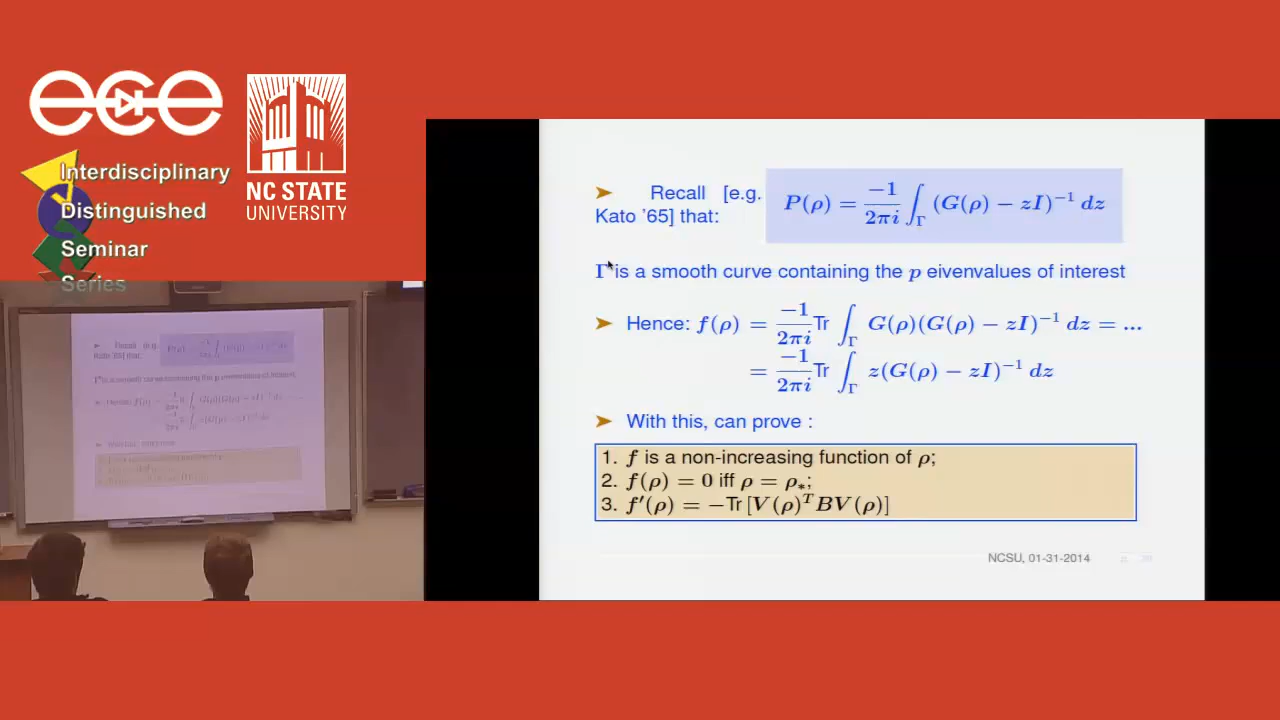 ece
Interdisciplinary
Distinguished
Seminar
Series
NC STATE
UNIVERSITY
➤ Recall [e.g.
Kato '65] that:
P(ρ) = −1/2πi ∫_Γ (G(ρ) − zI)⁻¹ dz
Γ is a smooth curve containing the p eivenvalues of interest
➤ Hence: f(ρ) = −1/2πi Tr ∫_Γ G(ρ)(G(ρ) − zI)⁻¹ dz = ...
= −1/2πi Tr ∫_Γ z(G(ρ) − zI)⁻¹ dz
➤ With this, can prove :
1. f is a non-increasing function of ρ;
2. f(ρ) = 0 iff ρ = ρ∗;
3. f′(ρ) = −Tr [V(ρ)ᵀBV(ρ)]
NCSU, 01-31-2014